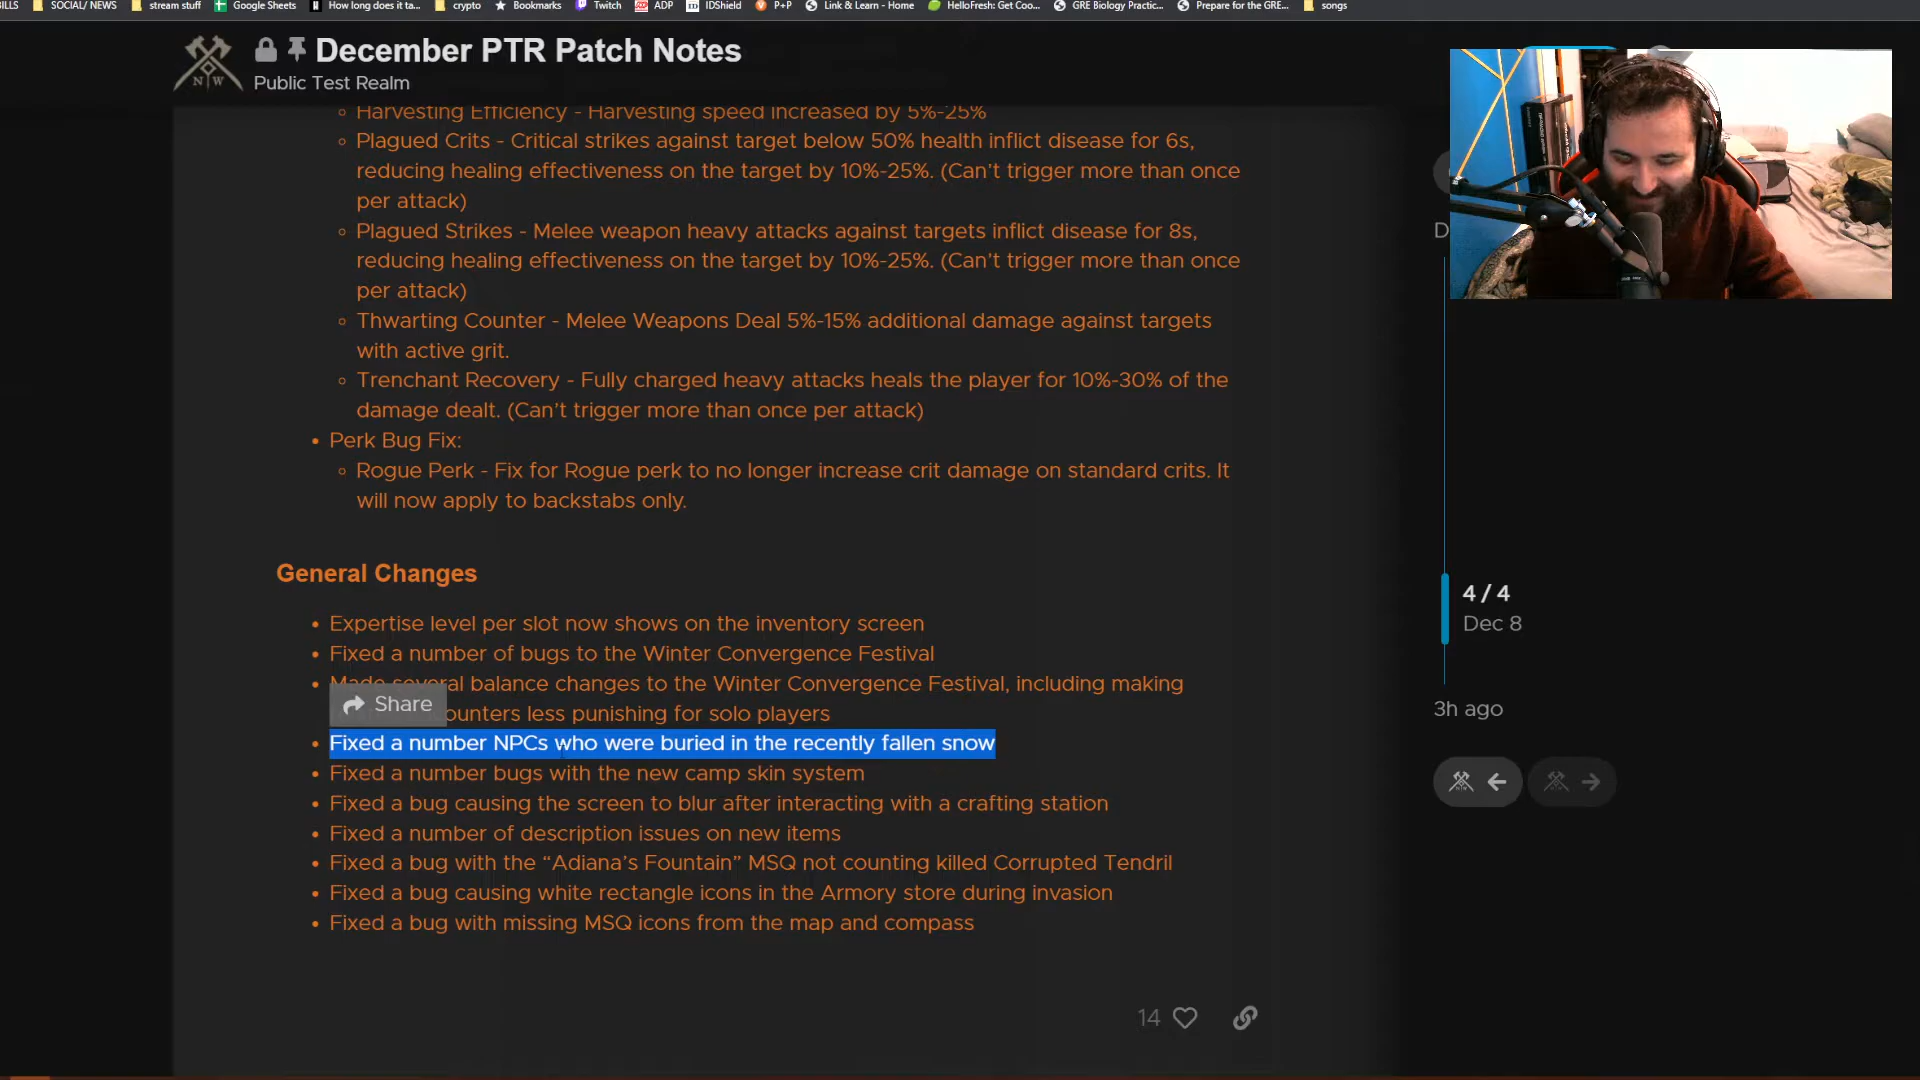 BILLS SOCIAL/ NEWS stream stuff Google Sheets How long does it ta... crypto Bookmarks Twitch ADP IDShield P+P Link & Learn - Home HelloFresh: Get Coo... GRE Biology Practic... Prepare for the GRE... songs
December PTR Patch Notes
N W
Public Test Realm
Harvesting Efficiency - Harvesting speed increased by 5%-25%
Plagued Crits - Critical strikes against target below 50% health inflict disease for 6s,
reducing healing effectiveness on the target by 10%-25%. (Can’t trigger more than once
per attack)
Plagued Strikes - Melee weapon heavy attacks against targets inflict disease for 8s,
reducing healing effectiveness on the target by 10%-25%. (Can’t trigger more than once
per attack)
Thwarting Counter - Melee Weapons Deal 5%-15% additional damage against targets
with active grit.
Trenchant Recovery - Fully charged heavy attacks heals the player for 10%-30% of the
damage dealt. (Can’t trigger more than once per attack)
Perk Bug Fix:
Rogue Perk - Fix for Rogue perk to no longer increase crit damage on standard crits. It
will now apply to backstabs only.
General Changes
Expertise level per slot now shows on the inventory screen
Fixed a number of bugs to the Winter Convergence Festival
Made several balance changes to the Winter Convergence Festival, including making
Share
counters less punishing for solo players
Fixed a number NPCs who were buried in the recently fallen snow
Fixed a number bugs with the new camp skin system
Fixed a bug causing the screen to blur after interacting with a crafting station
Fixed a number of description issues on new items
Fixed a bug with the “Adiana’s Fountain” MSQ not counting killed Corrupted Tendril
Fixed a bug causing white rectangle icons in the Armory store during invasion
Fixed a bug with missing MSQ icons from the map and compass
14
D
4 / 4
Dec 8
3h ago